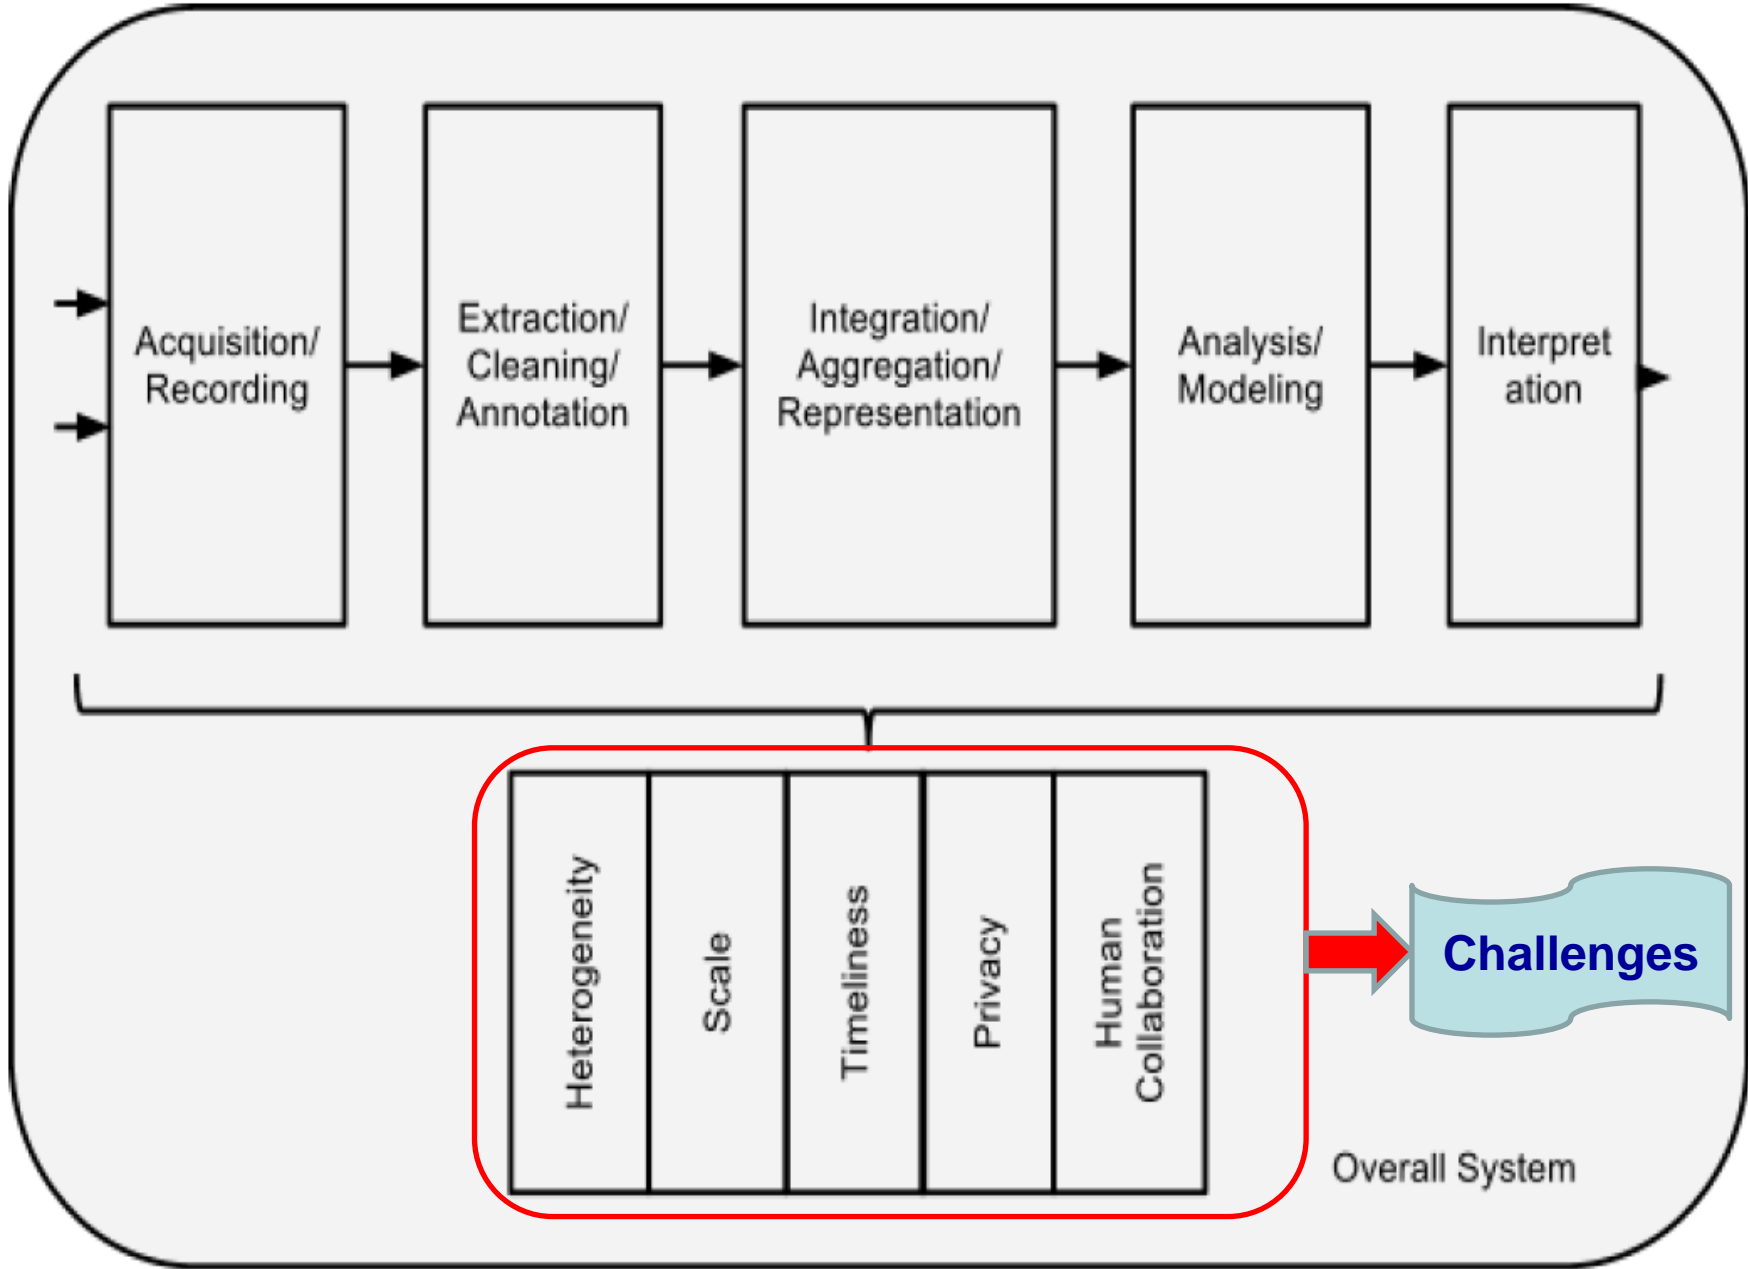 Acquisition/
Recording
Extraction/
Cleaning/
Annotation
Integration/
Aggregation/
Representation
Analysis/
Modeling
Interpret
ation
Heterogeneity
Scale
Timeliness
Privacy
Human
Collaboration
Challenges
Overall System